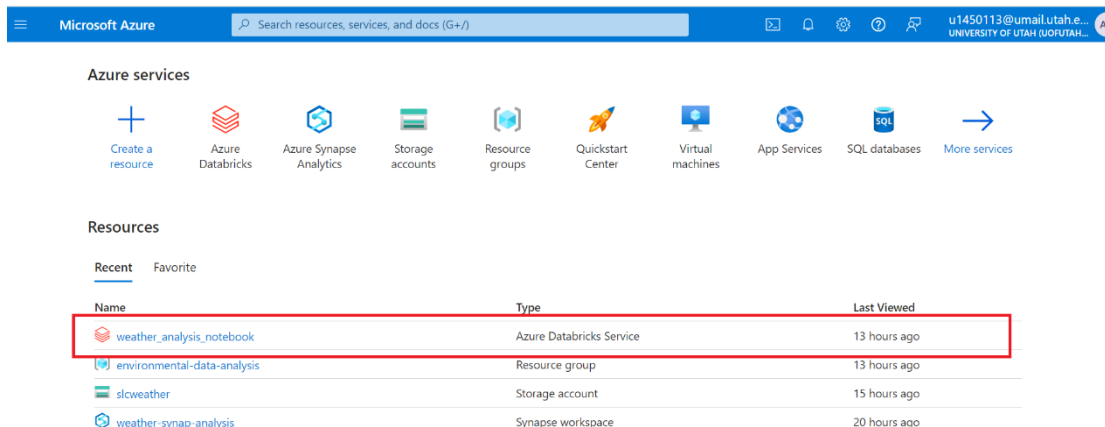 Microsoft Azure
Search resources, services, and docs (G+/)
u1450113@umail.utah.e...
UNIVERSITY OF UTAH (UOFUTAH...
Azure services
Create a resource
Azure Databricks
Azure Synapse Analytics
Storage accounts
Resource groups
Quickstart Center
Virtual machines
App Services
SQL
SQL databases
More services
Resources
Recent Favorite
Name Type Last Viewed
weather_analysis_notebook Azure Databricks Service 13 hours ago
environmental-data-analysis Resource group 13 hours ago
slcweather Storage account 15 hours ago
weather-synap-analysis Synapse workspace 20 hours ago